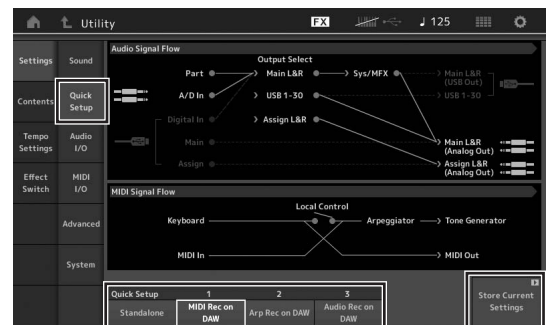 Utility
FX
125
Settings
Sound
Contents
Quick
Setup
Tempo
Settings
Audio
I/O
Effect
Switch
MIDI
I/O
Advanced
System
Audio Signal Flow
Output Select
Part
Main L&R
Sys/MFX
Main L&R
(USB Out)
A/D In
USB 1-30
USB 1-30
Digital In
Assign L&R
Main
Main L&R
(Analog Out)
Assign
Assign L&R
(Analog Out)
MIDI Signal Flow
Local Control
Keyboard
Arpeggiator
Tone Generator
MIDI In
MIDI Out
Quick Setup
1
2
3
Standalone
MIDI Rec on
DAW
Arp Rec on DAW
Audio Rec on
DAW
Store Current
Settings